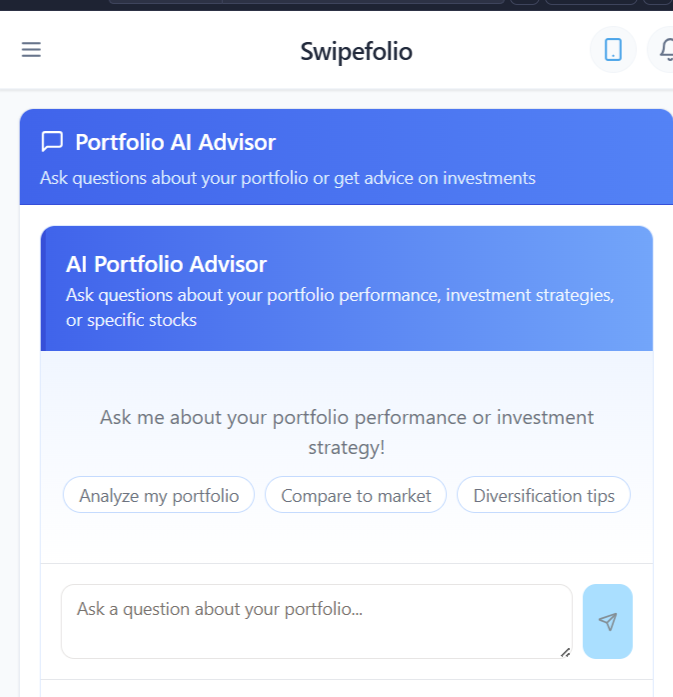 Swipefolio
Portfolio AI Advisor
Ask questions about your portfolio or get advice on investments
AI Portfolio Advisor
Ask questions about your portfolio performance, investment strategies,
or specific stocks
Ask me about your portfolio performance or investment
strategy!
Analyze my portfolio
Compare to market
Diversification tips
Ask a question about your portfolio...